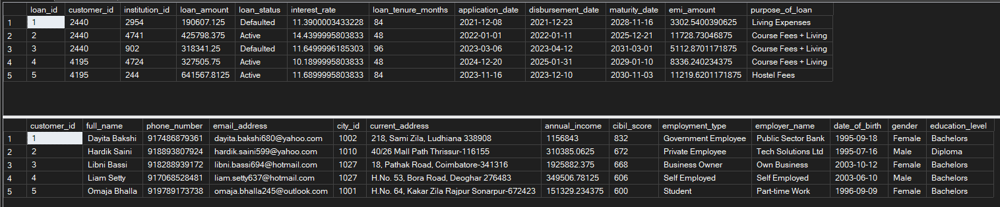 loan_id customer_id institution_id loan_amount loan_status interest_rate loan_tenure_months application_date disbursement_date maturity_date emi_amount purpose_of_loan
1 1 2440 2954 190607.125 Defaulted 11.3900003433228 84 2021-12-08 2021-12-23 2028-11-16 3302.5400390625 Living Expenses
2 2 2440 4741 425798.375 Active 14.4399995803833 48 2022-01-01 2022-01-11 2025-12-21 11728.73046875 Course Fees + Living
3 3 2440 902 318341.25 Defaulted 11.6499996185303 96 2023-03-06 2023-04-12 2031-03-01 5112.8701171875 Course Fees + Living
4 4 4195 4724 327505.75 Active 10.1899995803833 48 2024-12-20 2025-01-31 2029-01-10 8336.240234375 Course Fees + Living
5 5 4195 244 641567.8125 Active 11.6899995803833 84 2023-11-16 2023-12-10 2030-11-03 11219.6201171875 Hostel Fees
customer_id full_name phone_number email_address city_id current_address annual_income cibil_score employment_type employer_name date_of_birth gender education_level
1 1 Dayita Bakshi 917486879361 dayita.bakshi680@yahoo.com 1002 218, Sami Zila, Ludhiana 338908 1156843 832 Government Employee Public Sector Bank 1995-09-18 Female Bachelors
2 2 Hardik Saini 918893807924 hardik.saini599@yahoo.com 1010 40/26 Mall Path Thrissur-116155 310385.0625 672 Private Employee Tech Solutions Ltd 1995-07-16 Male Diploma
3 3 Libni Bassi 918288939172 libni.bassi694@hotmail.com 1027 18, Pathak Road, Coimbatore-341316 1925882.375 668 Business Owner Own Business 2003-10-12 Female Bachelors
4 4 Liam Setty 917068528481 liam.setty637@hotmail.com 1027 H.No. 53, Bora Road, Deoghar 276483 349506.78125 606 Self Employed Self Employed 2003-06-10 Male Bachelors
5 5 Omaja Bhalla 919789173738 omaja.bhalla245@outlook.com 1001 H.No. 64, Kakar Zila Rajpur Sonarpur-672423 151329.234375 600 Student Part-time Work 1996-09-09 Female Bachelors